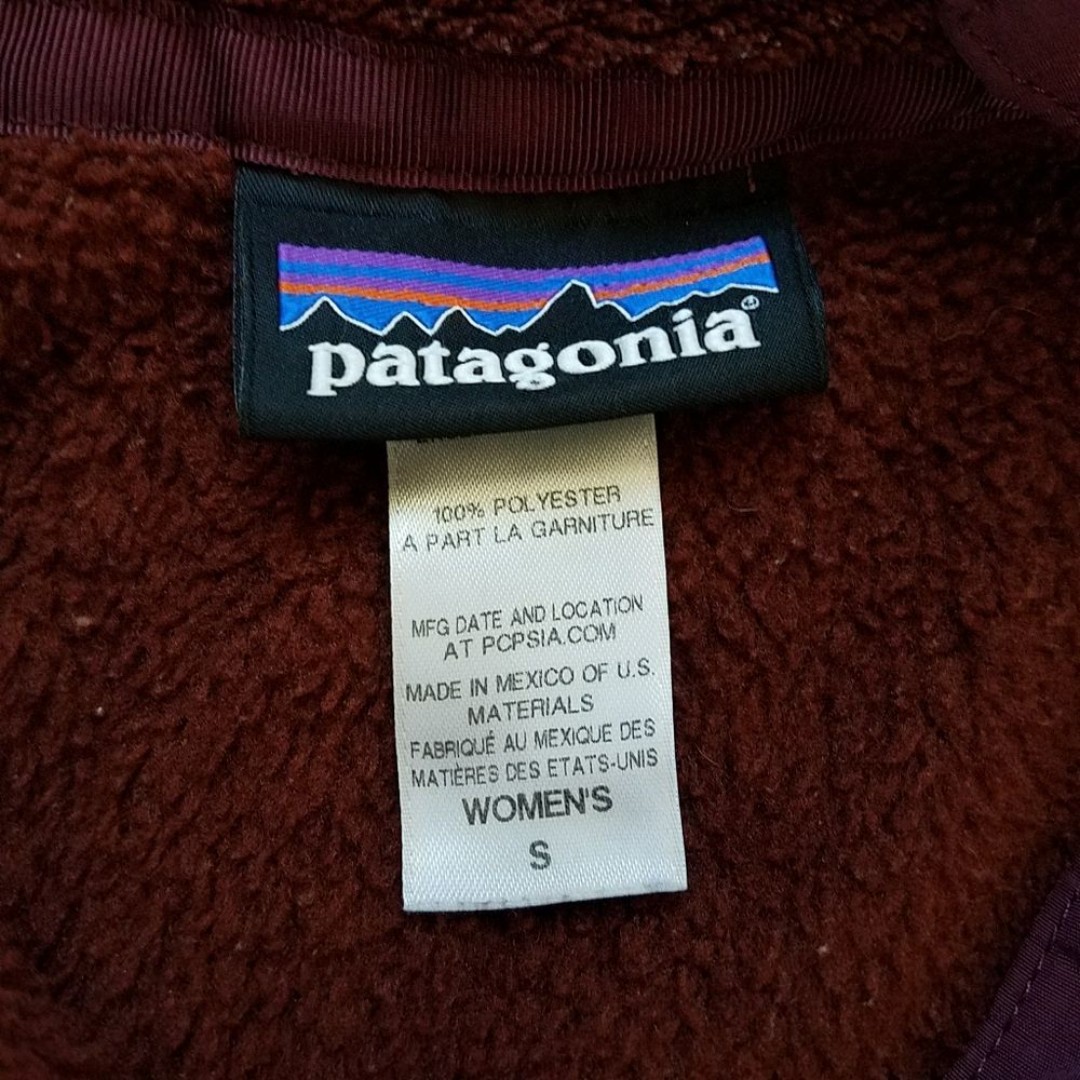 patagonia®
100% POLYESTER
A PART LA GARNITURE
MFG DATE AND LOCATION
AT PCPSIA.COM
MADE IN MEXICO OF U.S.
MATERIALS
FABRIQUÉ AU MEXIQUE DES
MATIÈRES DES ETATS-UNIS
WOMEN'S
S